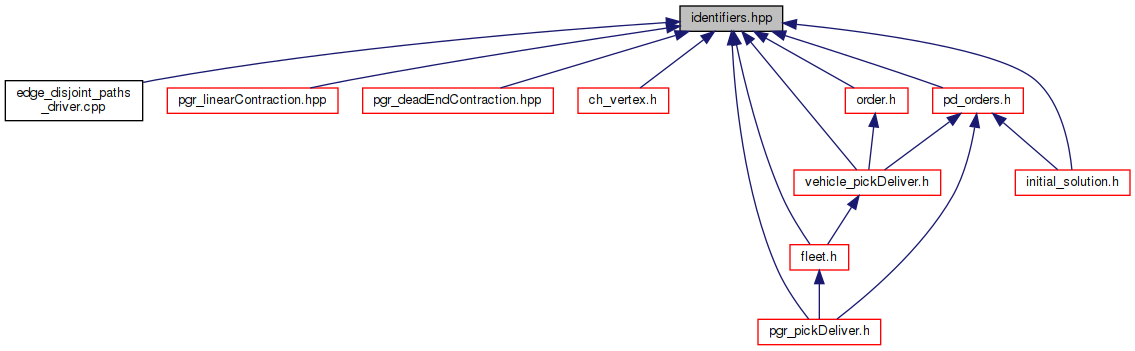 identifiers.hpp
edge_disjoint_paths
_driver.cpp
pgr_linearContraction.hpp
pgr_deadEndContraction.hpp
ch_vertex.h
order.h
pd_orders.h
vehicle_pickDeliver.h
initial_solution.h
fleet.h
pgr_pickDeliver.h